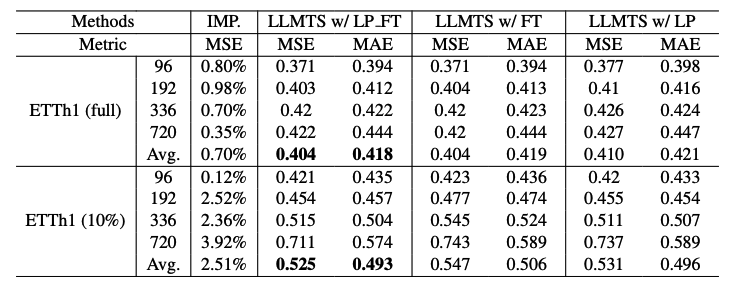 Methods IMP. LLMTS w/ LP_FT LLMTS w/ FT LLMTS w/ LP
Metric MSE MSE MAE MSE MAE MSE MAE
96 0.80% 0.371 0.394 0.371 0.394 0.377 0.398
192 0.98% 0.403 0.412 0.404 0.413 0.41 0.416
ETTh1 (full) 336 0.70% 0.42 0.422 0.42 0.423 0.426 0.424
720 0.35% 0.422 0.444 0.42 0.444 0.427 0.447
Avg. 0.70% 0.404 0.418 0.404 0.419 0.410 0.421
96 0.12% 0.421 0.435 0.423 0.436 0.42 0.433
192 2.52% 0.454 0.457 0.477 0.474 0.455 0.454
ETTh1 (10%) 336 2.36% 0.515 0.504 0.545 0.524 0.511 0.507
720 3.92% 0.711 0.574 0.743 0.589 0.737 0.589
Avg. 2.51% 0.525 0.493 0.547 0.506 0.531 0.496